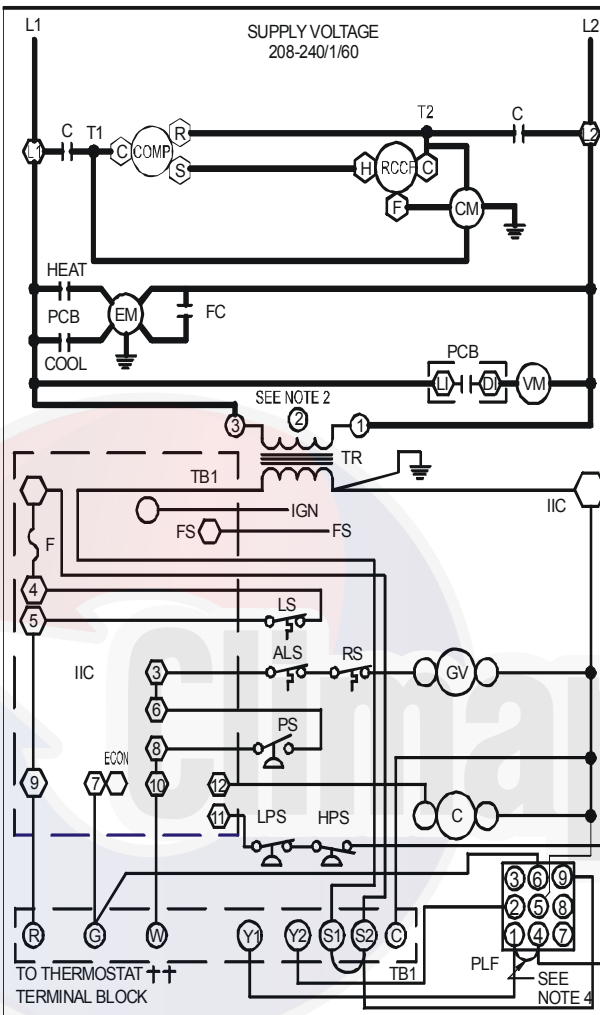 L1
SUPPLY VOLTAGE
L2
208-240/1/60
C T1 R T2 C
L1 C COMP L2
S H RCCF C
F CM
HEAT
PCB EM FC
COOL
PCB
LI DI VM
SEE NOTE 2
3 2 1
TR
TB1 IIC
IGN
FS FS
F
4
5 LS
IIC ALS RS
3 GV
6
8 PS
ECON
9 7 10 12 C
11 LPS HPS
3 6 9
2 5 8
1 4 7
R G W Y1 Y2 S1 S2 C
TO THERMOSTAT ††
TB1
PLF
SEE
TERMINAL BLOCK
NOTE 4
Clima